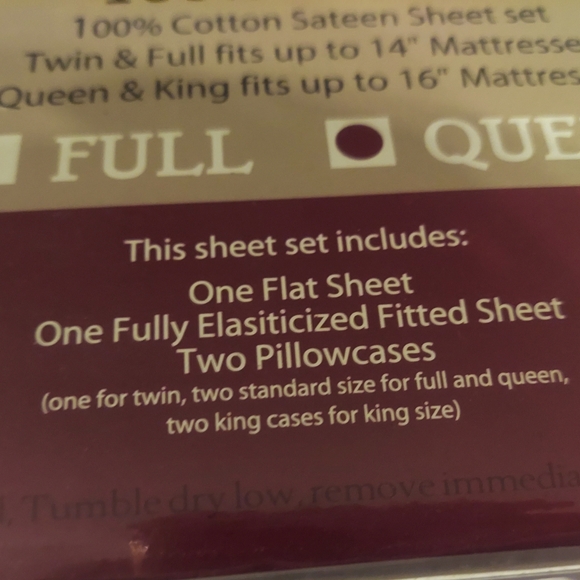 100% Cotton Sateen Sheet set
Twin & Full fits up to 14" Mattresse
Queen & King fits up to 16" Mattres
FULL QUE
This sheet set includes:
One Flat Sheet
One Fully Elasiticized Fitted Sheet
Two Pillowcases
(one for twin, two standard size for full and queen,
two king cases for king size)
Tumble dry low, remove immedia